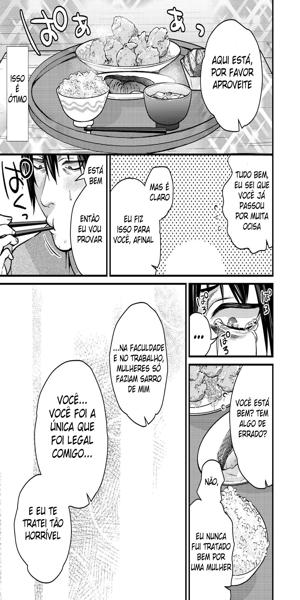 AQUI ESTÁ,
POR FAVOR
APROVEITE
ISSO
É
ÓTIMO
TUDO BEM,
EU SEI QUE
VOCÊ JÁ
PASSOU
POR MUITA
COISA
MAS É
CLARO
EU FIZ
ISSO PARA
VOCÊ, AFINAL
ESTÁ
BEM
ENTÃO
EU VOU
PROVAR
...
VOCÊ ESTÁ
BEM? TEM
ALGO DE
ERRADO?
NÃO,
EU NUNCA
FUI TRATADO
BEM POR
UMA MULHER
...NA FACULDADE
E NO TRABALHO,
MULHERES SÓ
FAZIAM SARRO
DE MIM
VOCÊ...
VOCÊ FOI A
ÚNICA QUE
FOI LEGAL
COMIGO...
E EU TE
TRATEI TÃO
HORRÍVEL